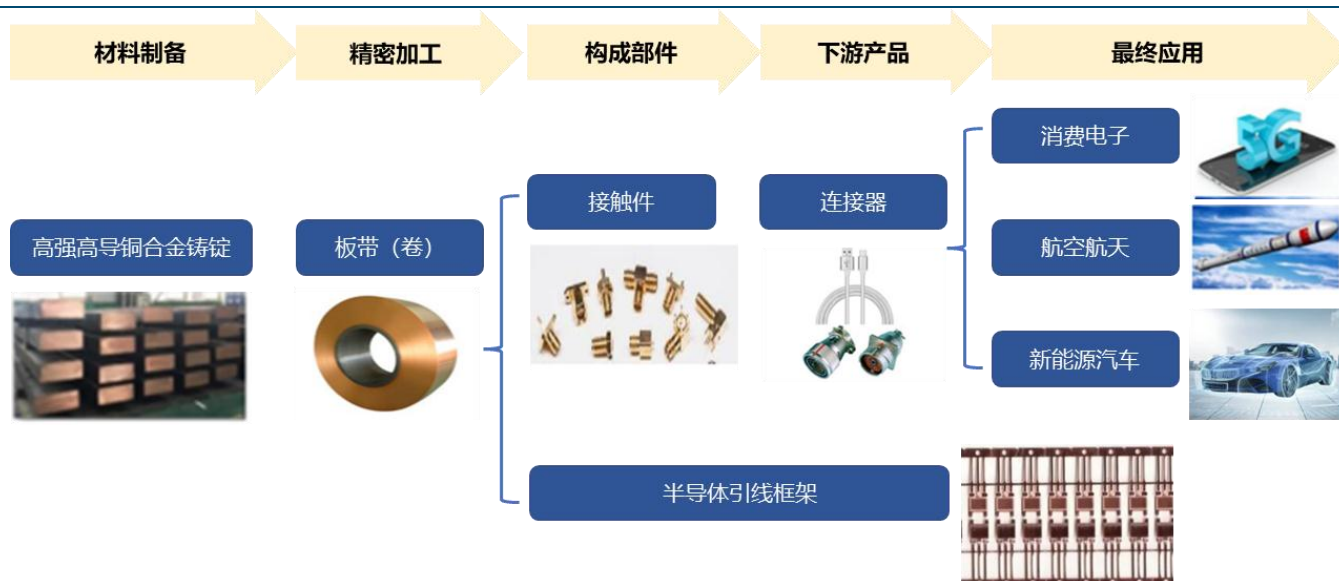 材料制备
精密加工
构成部件
下游产品
最终应用
消费电子
5G
接触件
连接器
高强高导铜合金铸锭
板带（卷）
航空航天
新能源汽车
半导体引线框架